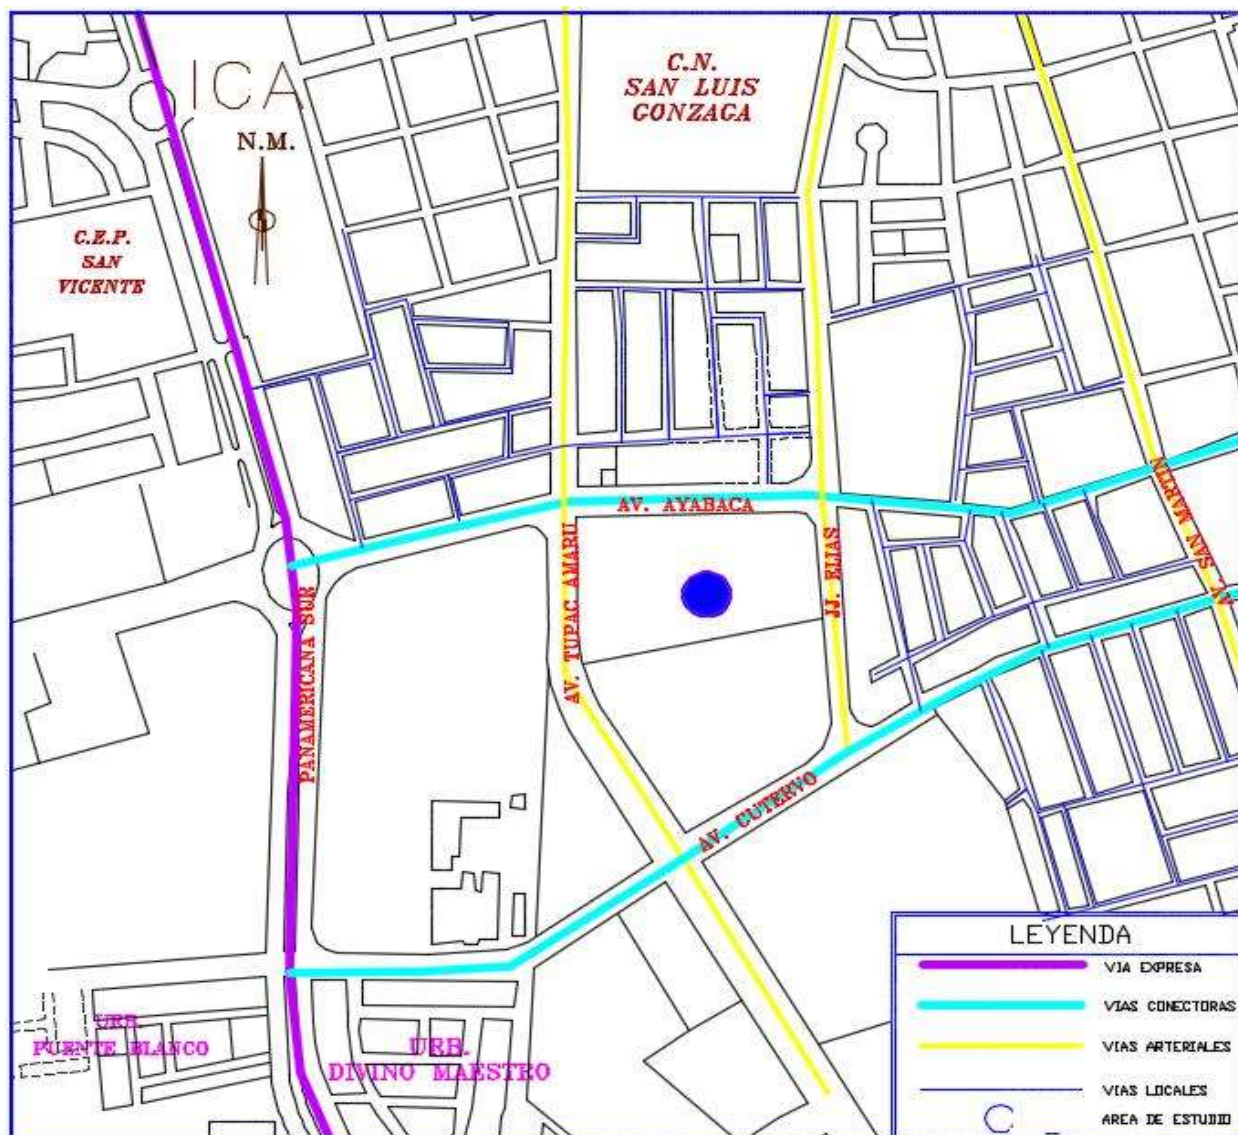 C.N.
SAN LUIS
GONZAGA
ICA
N.M.
C.E.P.
SAN
VICENTE
AV. AYABACA
AV. TUPAC AMARU
JJ. ELIAS
AV. SAN MARTIN
PANAMERICANA SUR
AV. CUTERVO
URB.
PUENTE BLANCO
URB.
DIVINO MAESTRO
LEYENDA
VIA EXPRESA
VIAS CONECTORAS
VIAS ARTERIALES
VIAS LOCALES
AREA DE ESTUDIO